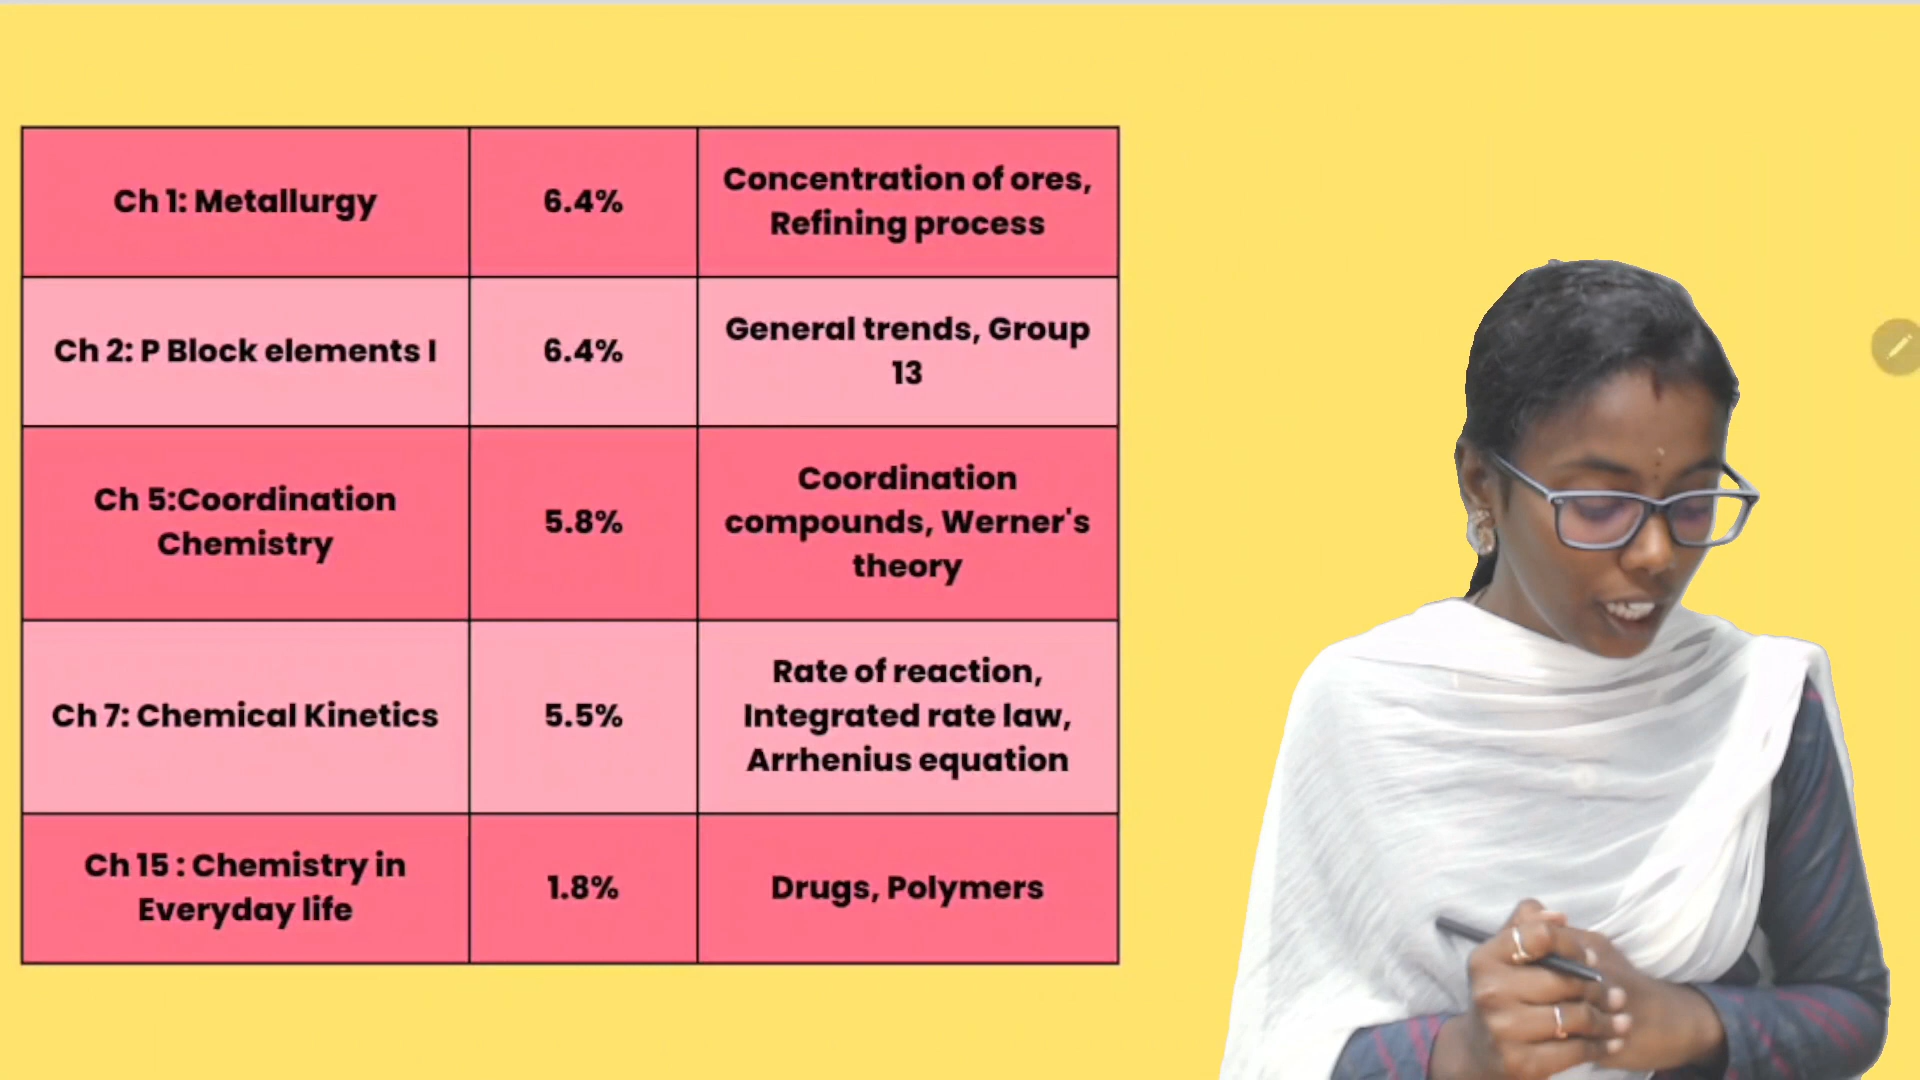 Ch 1: Metallurgy
6.4%
Concentration of ores,
Refining process
Ch 2: P Block elements I
6.4%
General trends, Group
13
Ch 5:Coordination
Chemistry
5.8%
Coordination
compounds, Werner's
theory
Ch 7: Chemical Kinetics
5.5%
Rate of reaction,
Integrated rate law,
Arrhenius equation
Ch 15 : Chemistry in
Everyday life
1.8%
Drugs, Polymers